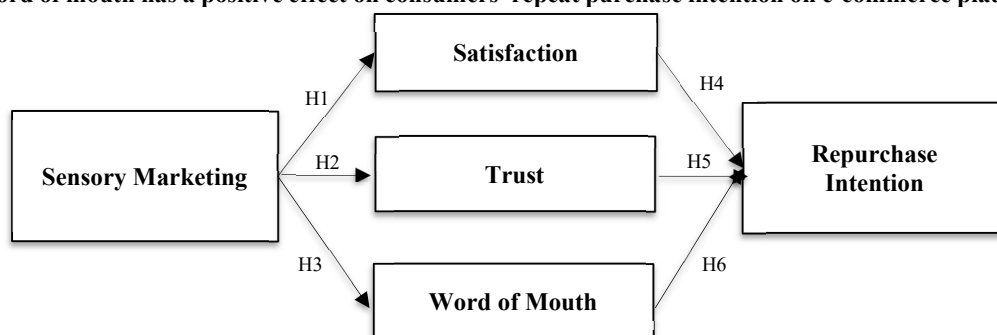 ord of mouth has a positive effect on consumers' repeat purchase intention on e-commerce plat
Satisfaction
H1
H4
Sensory Marketing
H2
Trust
H5
Repurchase
Intention
H3
H6
Word of Mouth